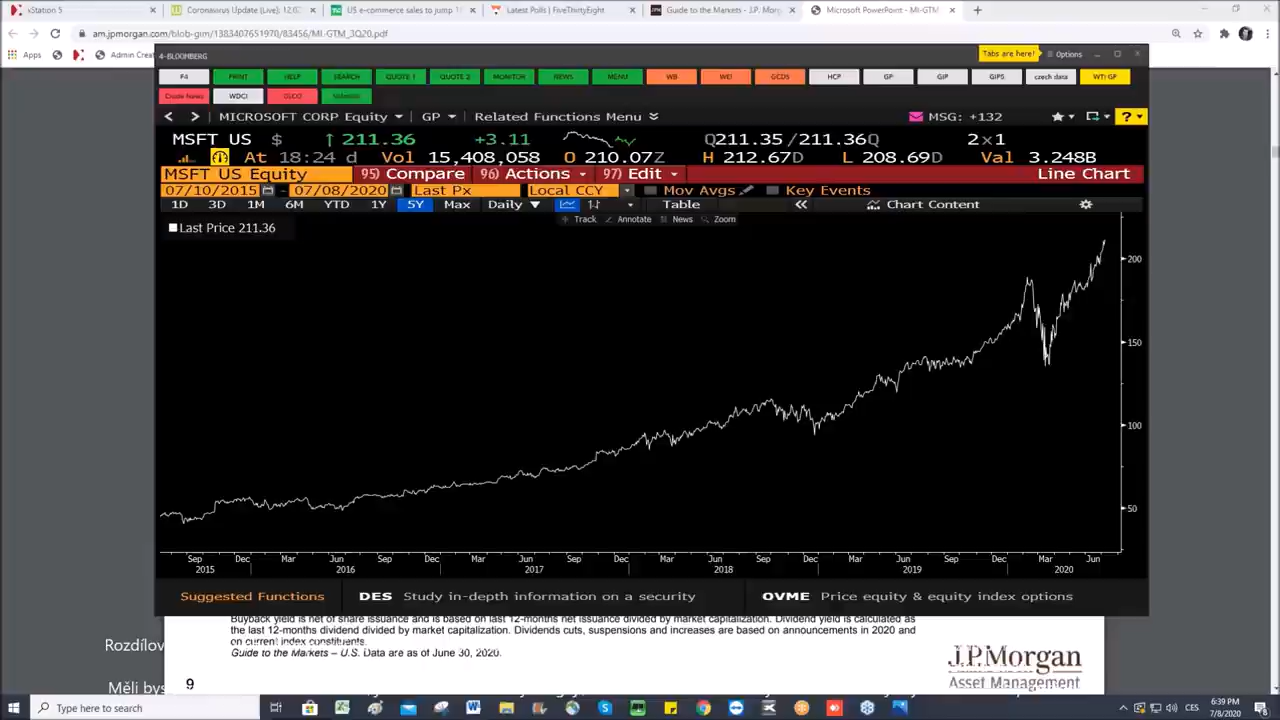 xStation 5
Coronavirus Update (Live): 12,0
US e-commerce sales to jump 1
Latest Polls | FiveThirtyEight
Guide to the Markets - J.P. Morg
Microsoft PowerPoint - MI-GTM
am.jpmorgan.com/blob-gim/1383407651970/83456/MI-GTM_3Q20.pdf
Apps
Admin Crea
4-BLOOMBERG
Tabs are here!
Options
F4 PRINT HELP SEARCH QUOTE 1 QUOTE 2 MONITOR NEWS MENU WB WEI GCDS HCP GP GIP GIPS czech data WTI GP
Crude News WDCI GLCO
MICROSOFT CORP Equity GP Related Functions Menu MSG: +132
MSFT US $ ↑ 211.36 +3.11 Q211.35 /211.36Q 2×1
At 18:24 d Vol 15,408,058 O 210.07Z H 212.67D L 208.69D Val 3.248B
MSFT US Equity 95) Compare 96) Actions 97) Edit Line Chart
07/10/2015 - 07/08/2020 Last Px Local CCY Mov Avgs Key Events
1D 3D 1M 6M YTD 1Y 5Y Max Daily Table Chart Content
Track Annotate News Zoom
Last Price 211.36
200
150
100
50
Sep Dec Mar Jun Sep Dec Mar Jun Sep Dec Mar Jun Sep Dec Mar Jun Sep Dec Mar Jun
2015 2016 2017 2018 2019 2020
Suggested Functions DES Study in-depth information on a security OVME Price equity & equity index options
Buyback yield is net of share issuance and is based on last 12-months net issuance divided by market capitalization. Dividend yield is calculated as
the last 12-months dividend divided by market capitalization. Dividends cuts, suspensions and increases are based on announcements in 2020 and
on current index constituents.
Guide to the Markets – U.S. Data are as of June 30, 2020.
Rozdílov
J.P.Morgan
Asset Management
9
Měli bys
Type here to search
CES
6:39 PM
7/8/2020